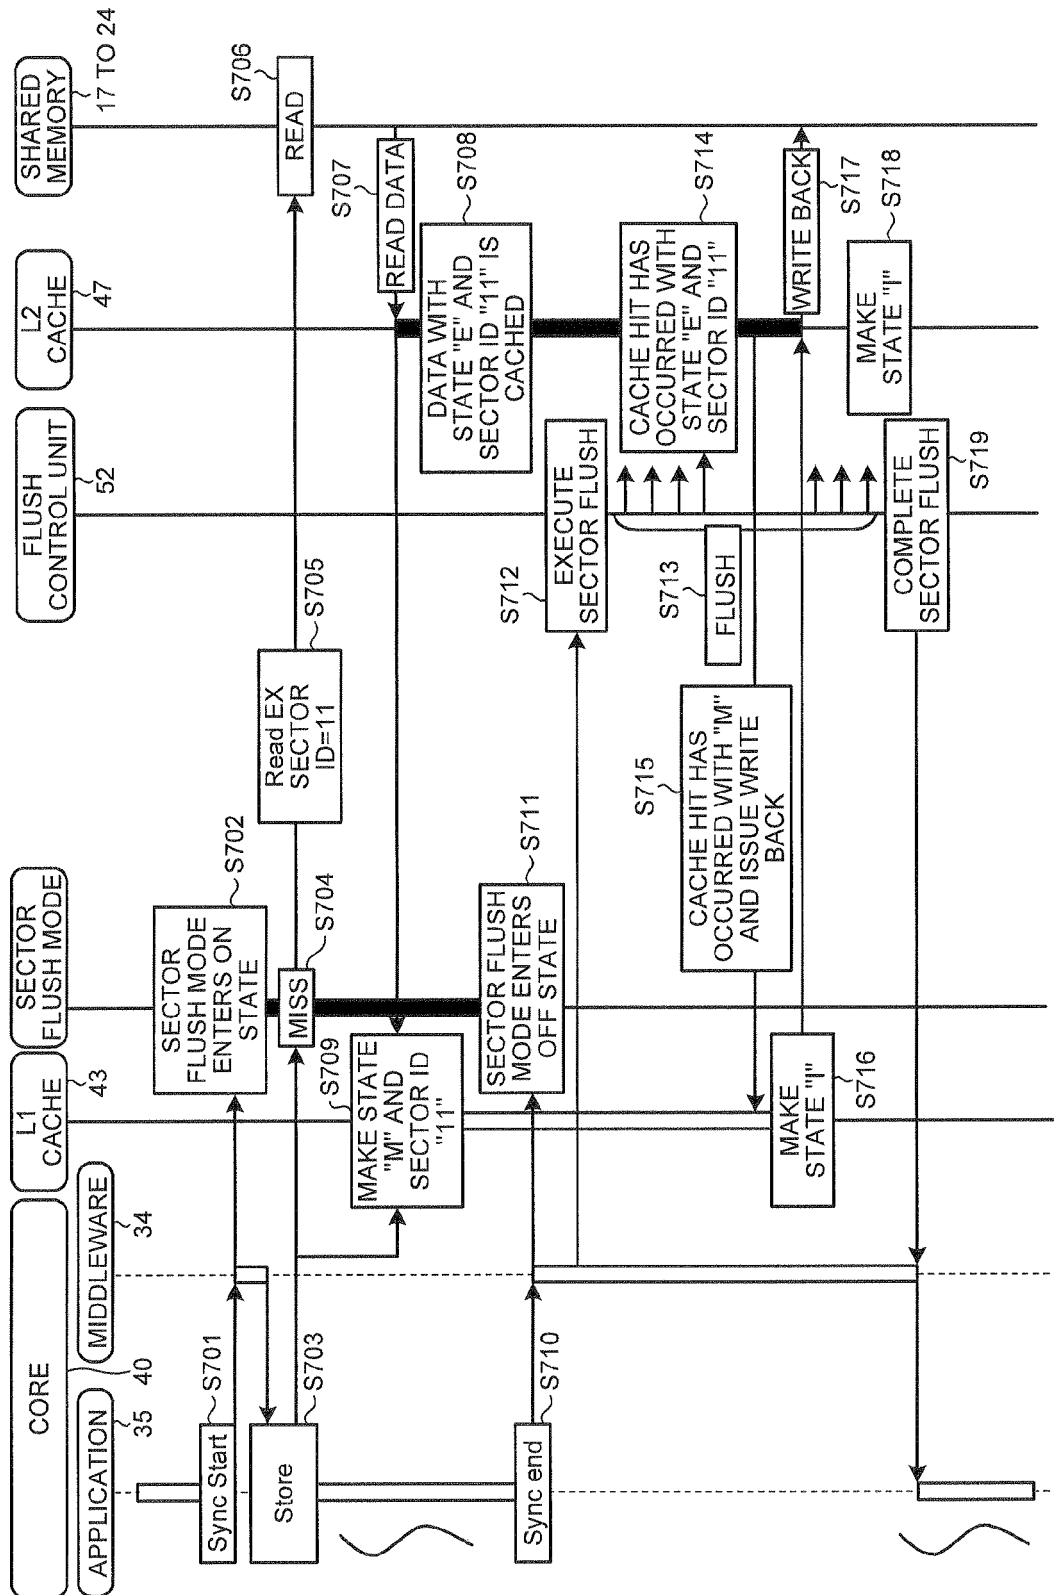 CORE
40
APPLICATION
35
MIDDLEWARE
34
L1
CACHE
43
SECTOR
FLUSH MODE
FLUSH
CONTROL UNIT
52
L2
CACHE
47
SHARED
MEMORY
17 TO 24
Sync Start
S701
SECTOR
FLUSH MODE
ENTERS ON
STATE
S702
Store
S703
MISS
S704
Read EX
SECTOR
ID=11
S705
READ
S706
READ DATA
S707
DATA WITH
STATE "E" AND
SECTOR ID "11" IS
CACHED
S708
MAKE STATE
"M" AND
SECTOR ID
"11"
S709
Sync end
S710
SECTOR FLUSH
MODE ENTERS
OFF STATE
S711
EXECUTE
SECTOR FLUSH
S712
FLUSH
S713
CACHE HIT HAS
OCCURRED WITH
STATE "E" AND
SECTOR ID "11"
S714
CACHE HIT HAS
OCCURRED WITH "M"
AND ISSUE WRITE
BACK
S715
MAKE
STATE "I"
S716
WRITE BACK
S717
MAKE
STATE "I"
S718
COMPLETE
SECTOR FLUSH
S719